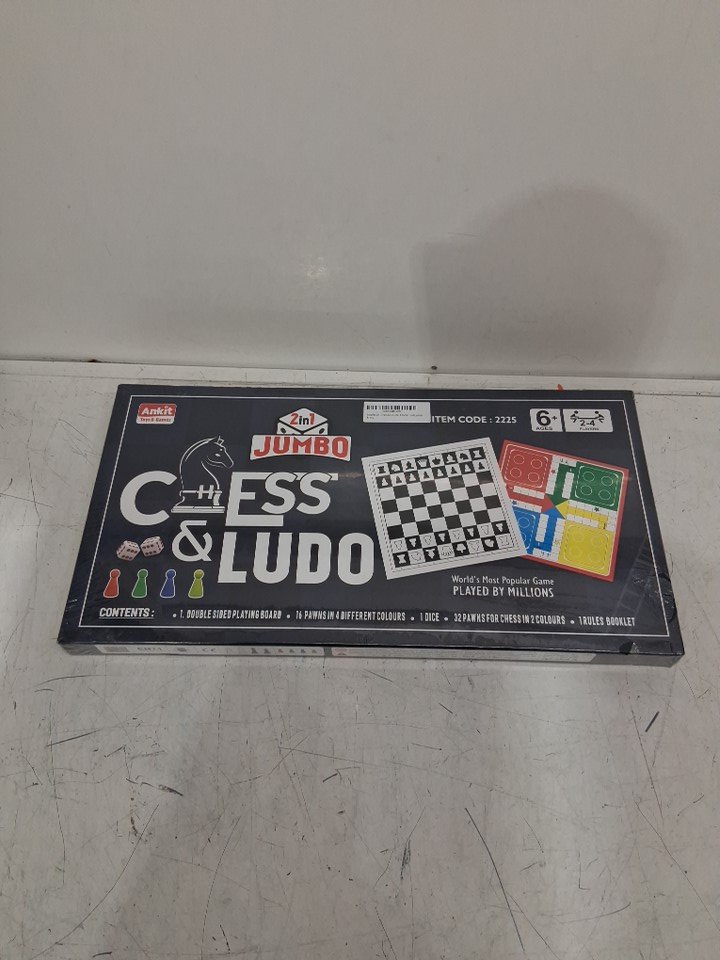 Ankit
Toys & Games
2in1
JUMBO
ITEM CODE : 2225
6+
AGES
2-4
PLAYERS
CHESS
& LUDO
World's Most Popular Game
PLAYED BY MILLIONS
CONTENTS : • 1. DOUBLE SIDED PLAYING BOARD • 16 PAWNS IN 4 DIFFERENT COLOURS • 1 DICE • 32 PAWNS FOR CHESS IN 2 COLOURS • 1 RULES BOOKLET